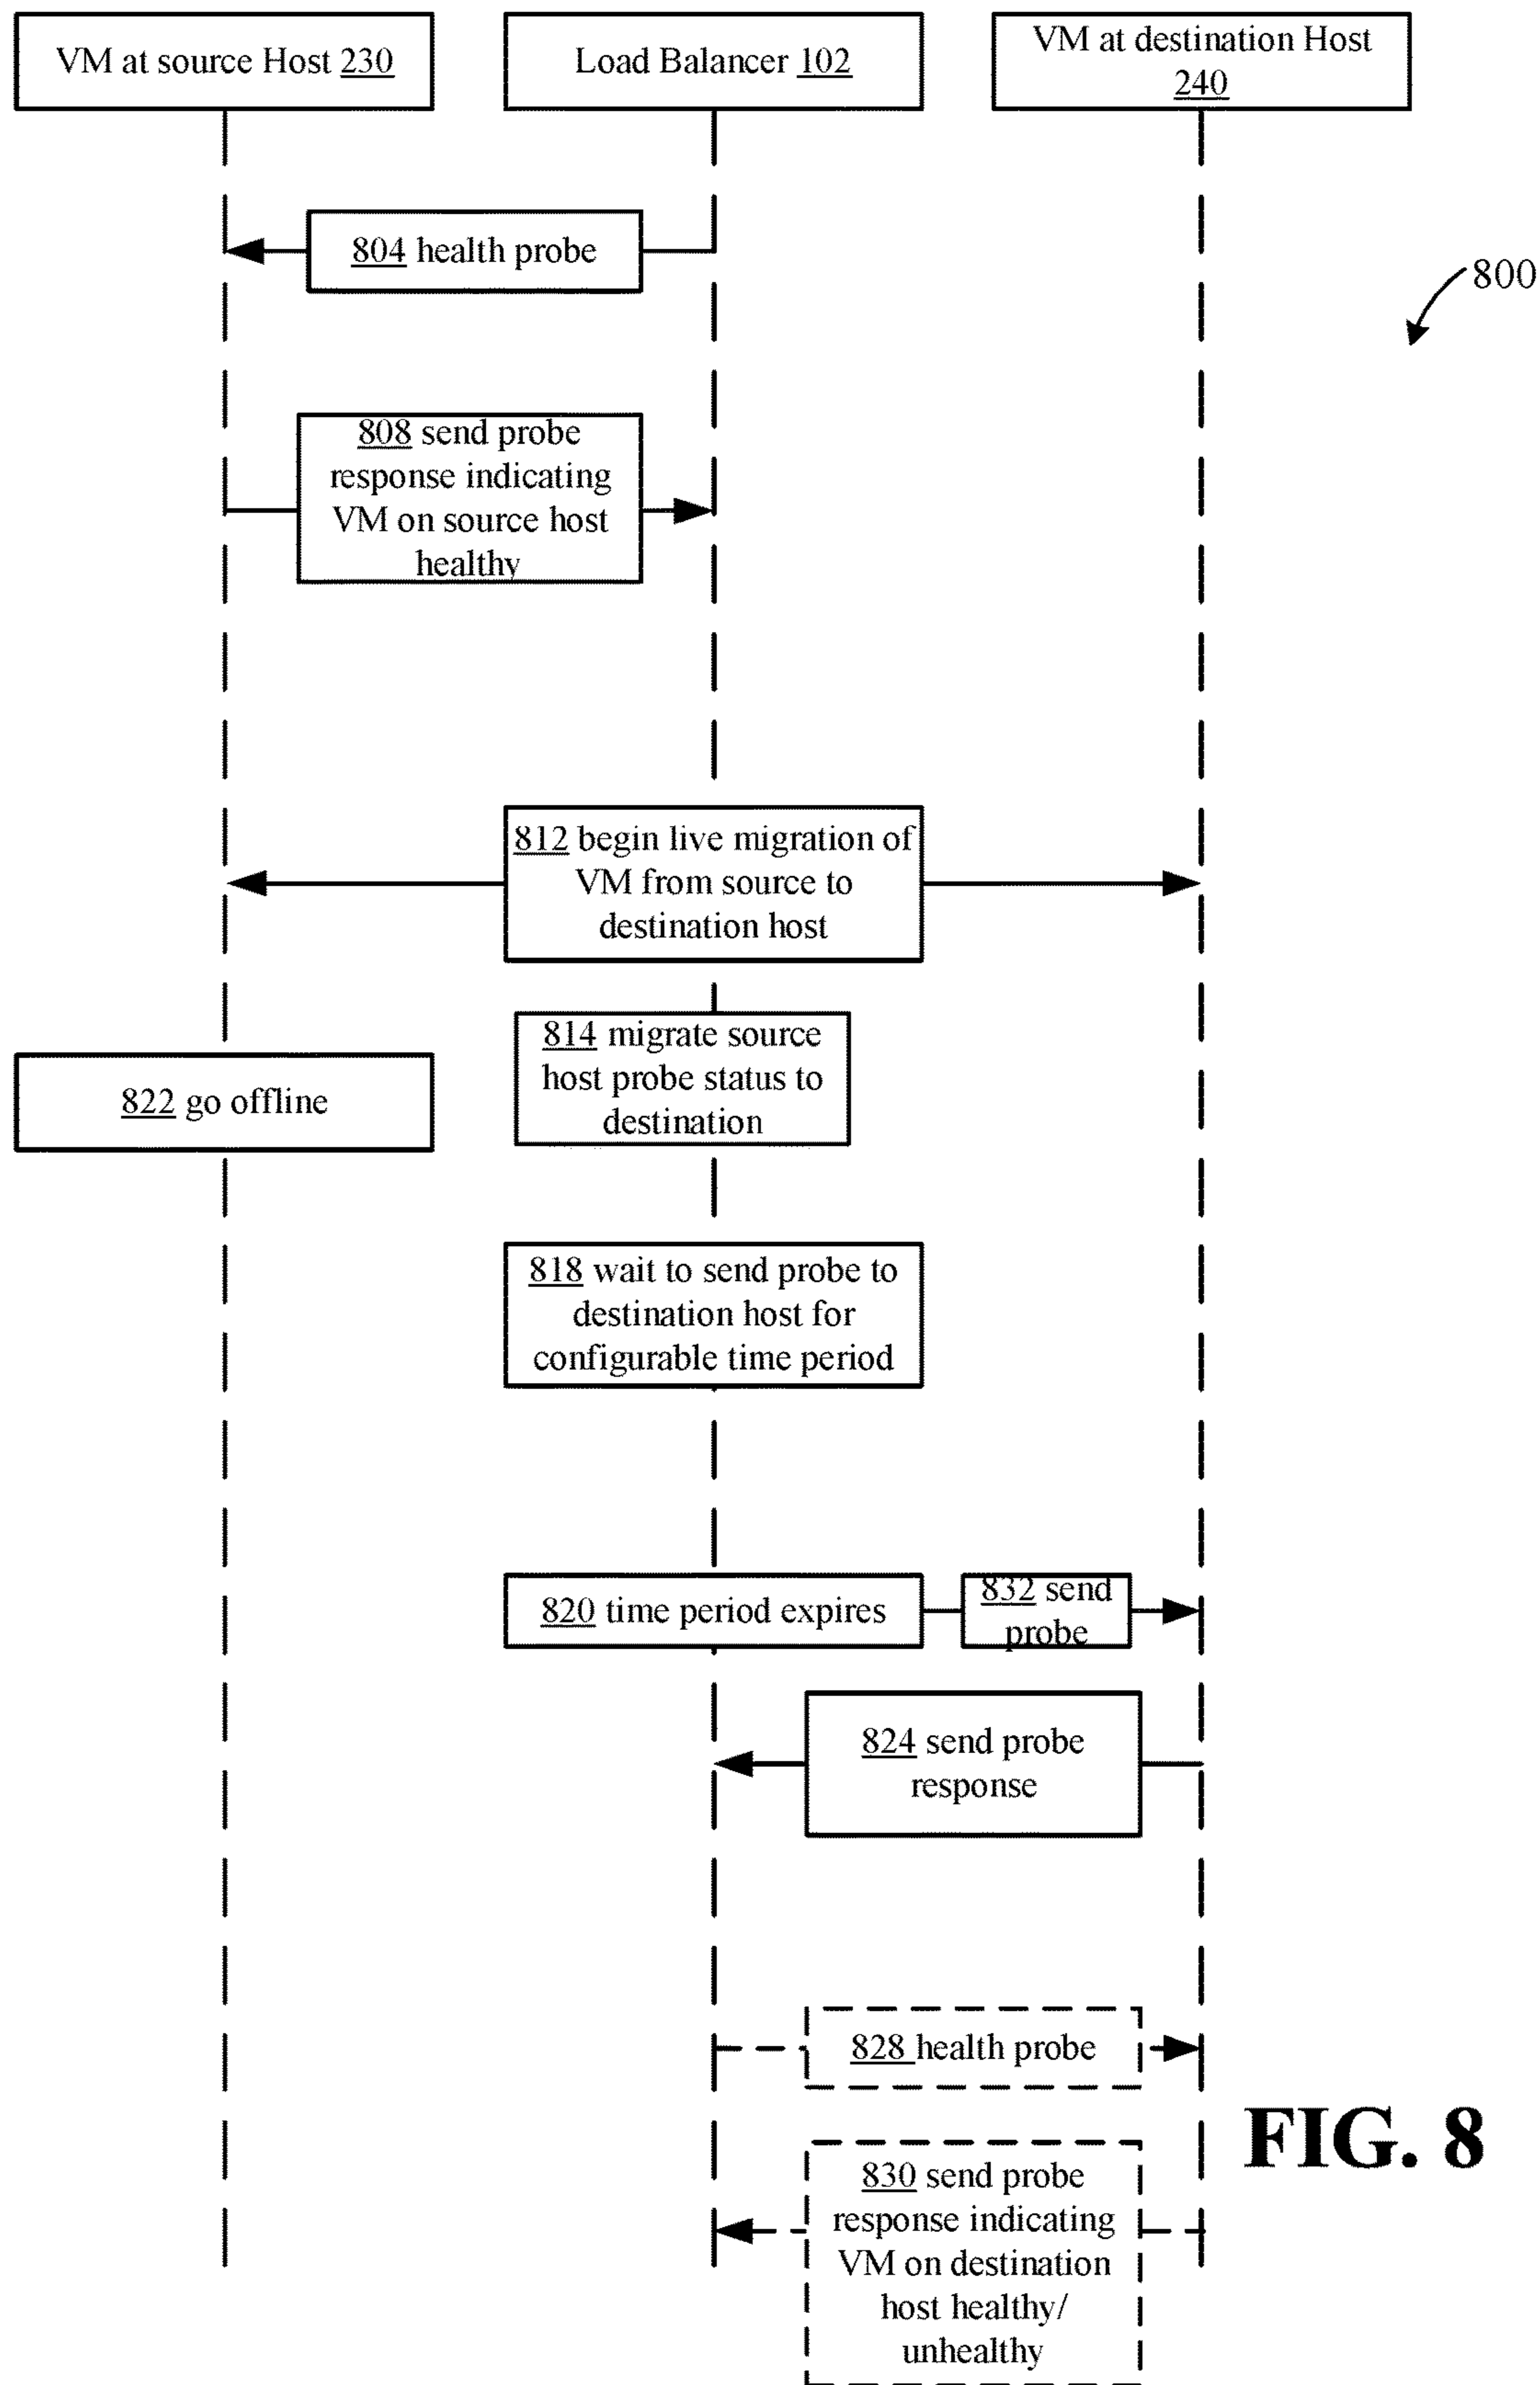 VM at source Host 230
Load Balancer 102
VM at destination Host
240
804 health probe
800
808 send probe
response indicating
VM on source host
healthy
812 begin live migration of
VM from source to
destination host
814 migrate source
host probe status to
destination
822 go offline
818 wait to send probe to
destination host for
configurable time period
820 time period expires
832 send
probe
824 send probe
response
828 health probe
FIG. 8
830 send probe
response indicating
VM on destination
host healthy/
unhealthy